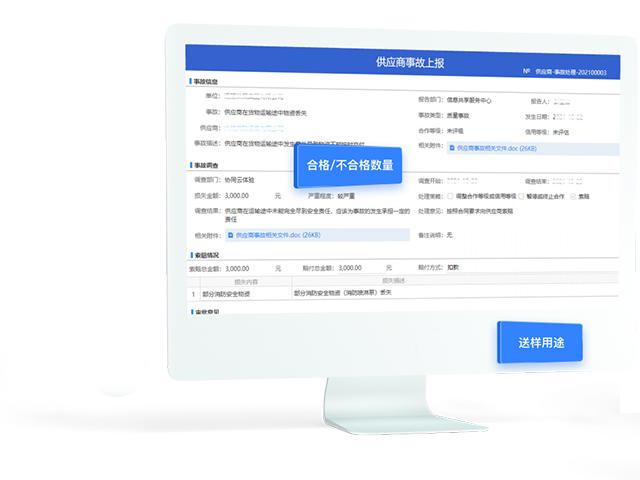 供应商事故上报
№ 供应商-事故处理-202100003
事故信息
单位：
报告部门： 信息共享服务中心
报告人：
事故： 供应商在货物运输途中物资丢失
事故类型： 质量事故
发生日期：
供应商：
合作等级： 未评级
信用等级： 未评估
事故描述： 供应商在货物运输途中发生
相关附件： 供应商事故相关文件.doc (26KB)
合格/不合格数量
事故调查
调查部门： 协同云体验
调查开始：
调查结束：
损失金额： 3,000.00 元
严重程度： 较严重
处理策略： 调整合作等级或信用等级 暂停或终止合作 索赔
调查结果： 供应商在运输途中未能完全尽到安全责任，应该为事故的发生承担一定的
责任
处理意见： 按照合同要求向供应商索赔
相关附件： 供应商事故相关文件.doc (26KB)
备注说明： 无
索赔情况
索赔总金额： 3,000.00 元
赔付总金额： 3,000.00 元
赔付方式： 扣款
损失内容 损失描述
1 部分消防安全物资 部分消防安全物资（消防喷淋泵）丢失
审批意见
送样用途